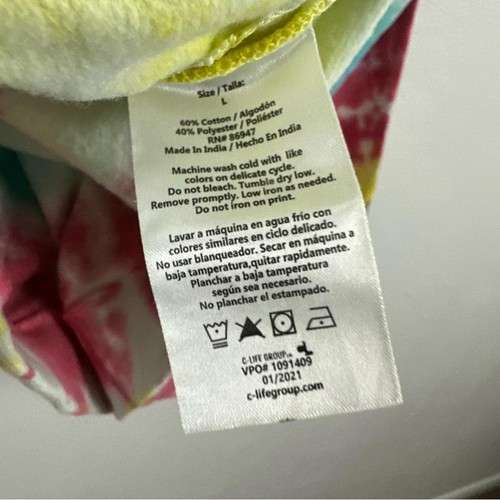 Size / Talla:
L
60% Cotton / Algodón
40% Polyester / Poliéster
RN# 86947
Made In India / Hecho En India
Machine wash cold with like
colors on delicate cycle.
Do not bleach. Tumble dry low.
Remove promptly. Low iron as needed.
Do not iron on print.
Lavar a máquina en agua frío con
colores similares en ciclo delicado.
No usar blanqueador. Secar en máquina a
baja temperatura,quitar rapidamente.
Planchar a baja temperatura
según sea necesario.
No planchar el estampado.
C-LIFE GROUP
VPO# 1091409
01/2021
c-lifegroup.com